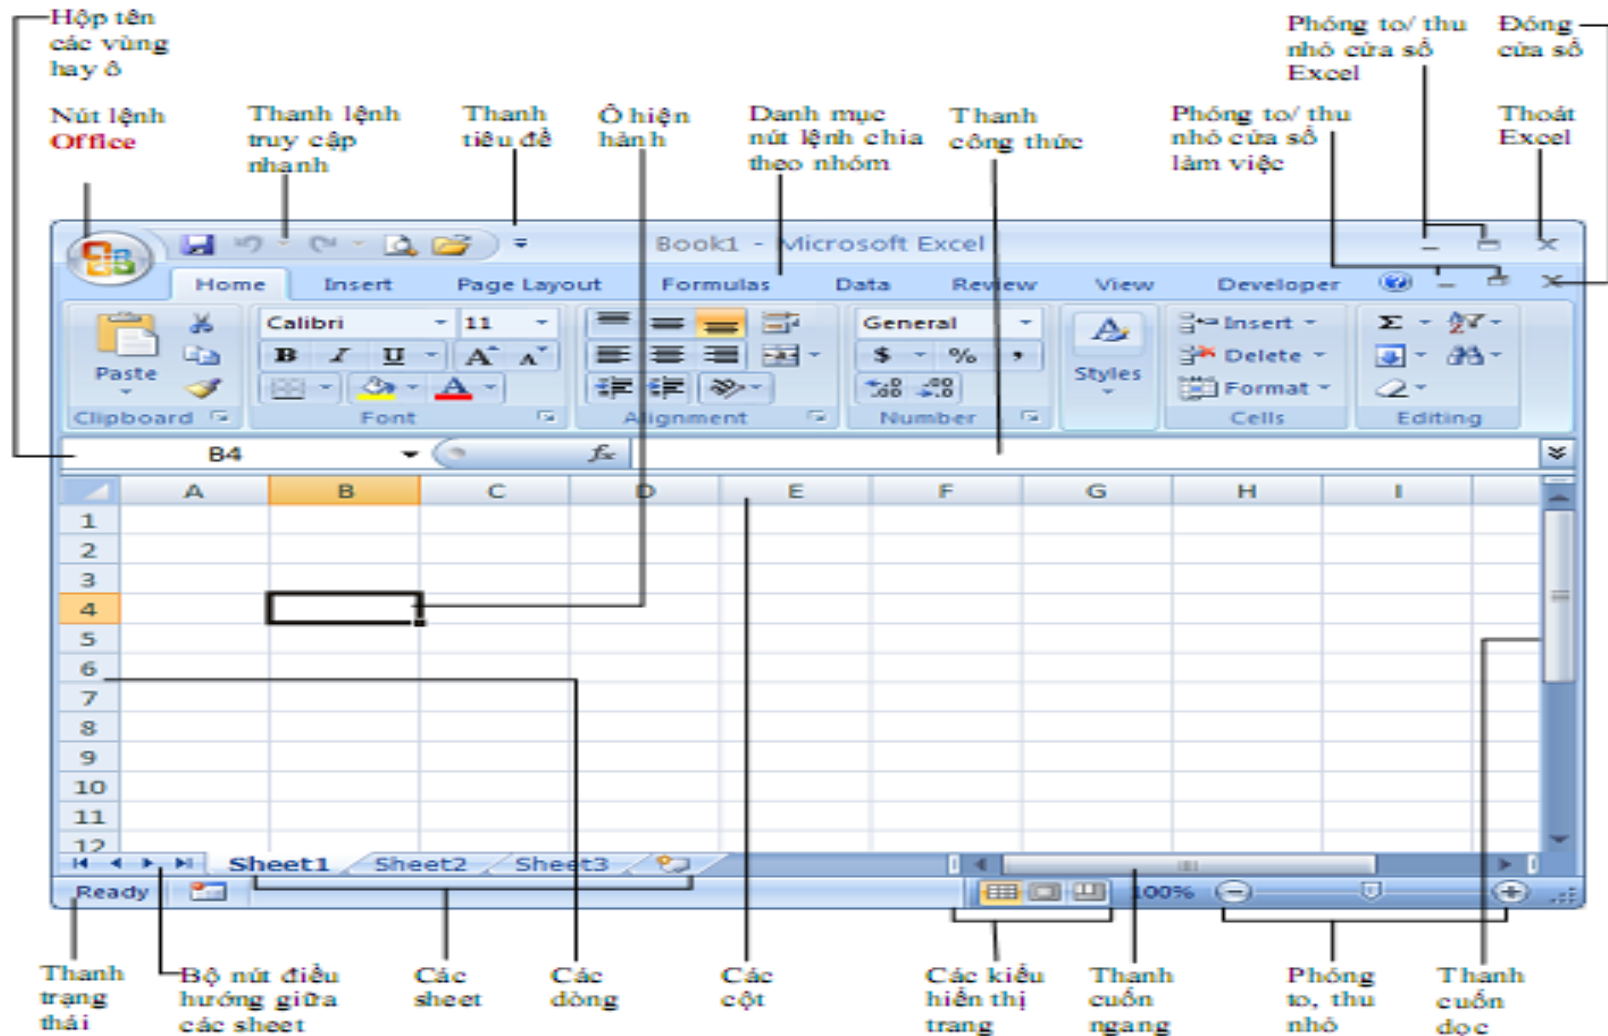 Hộp tên
các vùng
hay ô
Phóng to/ thu
nhỏ cửa sổ
Excel
Đóng
cửa sổ
Nút lệnh
Office
Thanh lệnh
truy cập
nhanh
Thanh
tiêu đề
Ô hiện
hành
Danh mục
nút lệnh chia
theo nhóm
Thanh
công thức
Phóng to/ thu
nhỏ cửa sổ
làm việc
Thoát
Excel
Book1 - Microsoft Excel
Home Insert Page Layout Formulas Data Review View Developer
Calibri 11 General Insert Σ
B I U A A $ % , Delete
Paste Styles
A Format
Clipboard Font Alignment Number Cells Editing
B4 fx
A B C D E F G H I
1
2
3
4
5
6
7
8
9
10
11
12
Sheet1 Sheet2 Sheet3
Ready 100%
Thanh
trạng
thái
Bộ nút điều
hướng giữa
các sheet
Các
sheet
Các
dòng
Các
cột
Các kiểu
hiển thị
trang
Thanh
cuốn
ngang
Phóng
to, thu
nhỏ
Thanh
cuốn
dọc